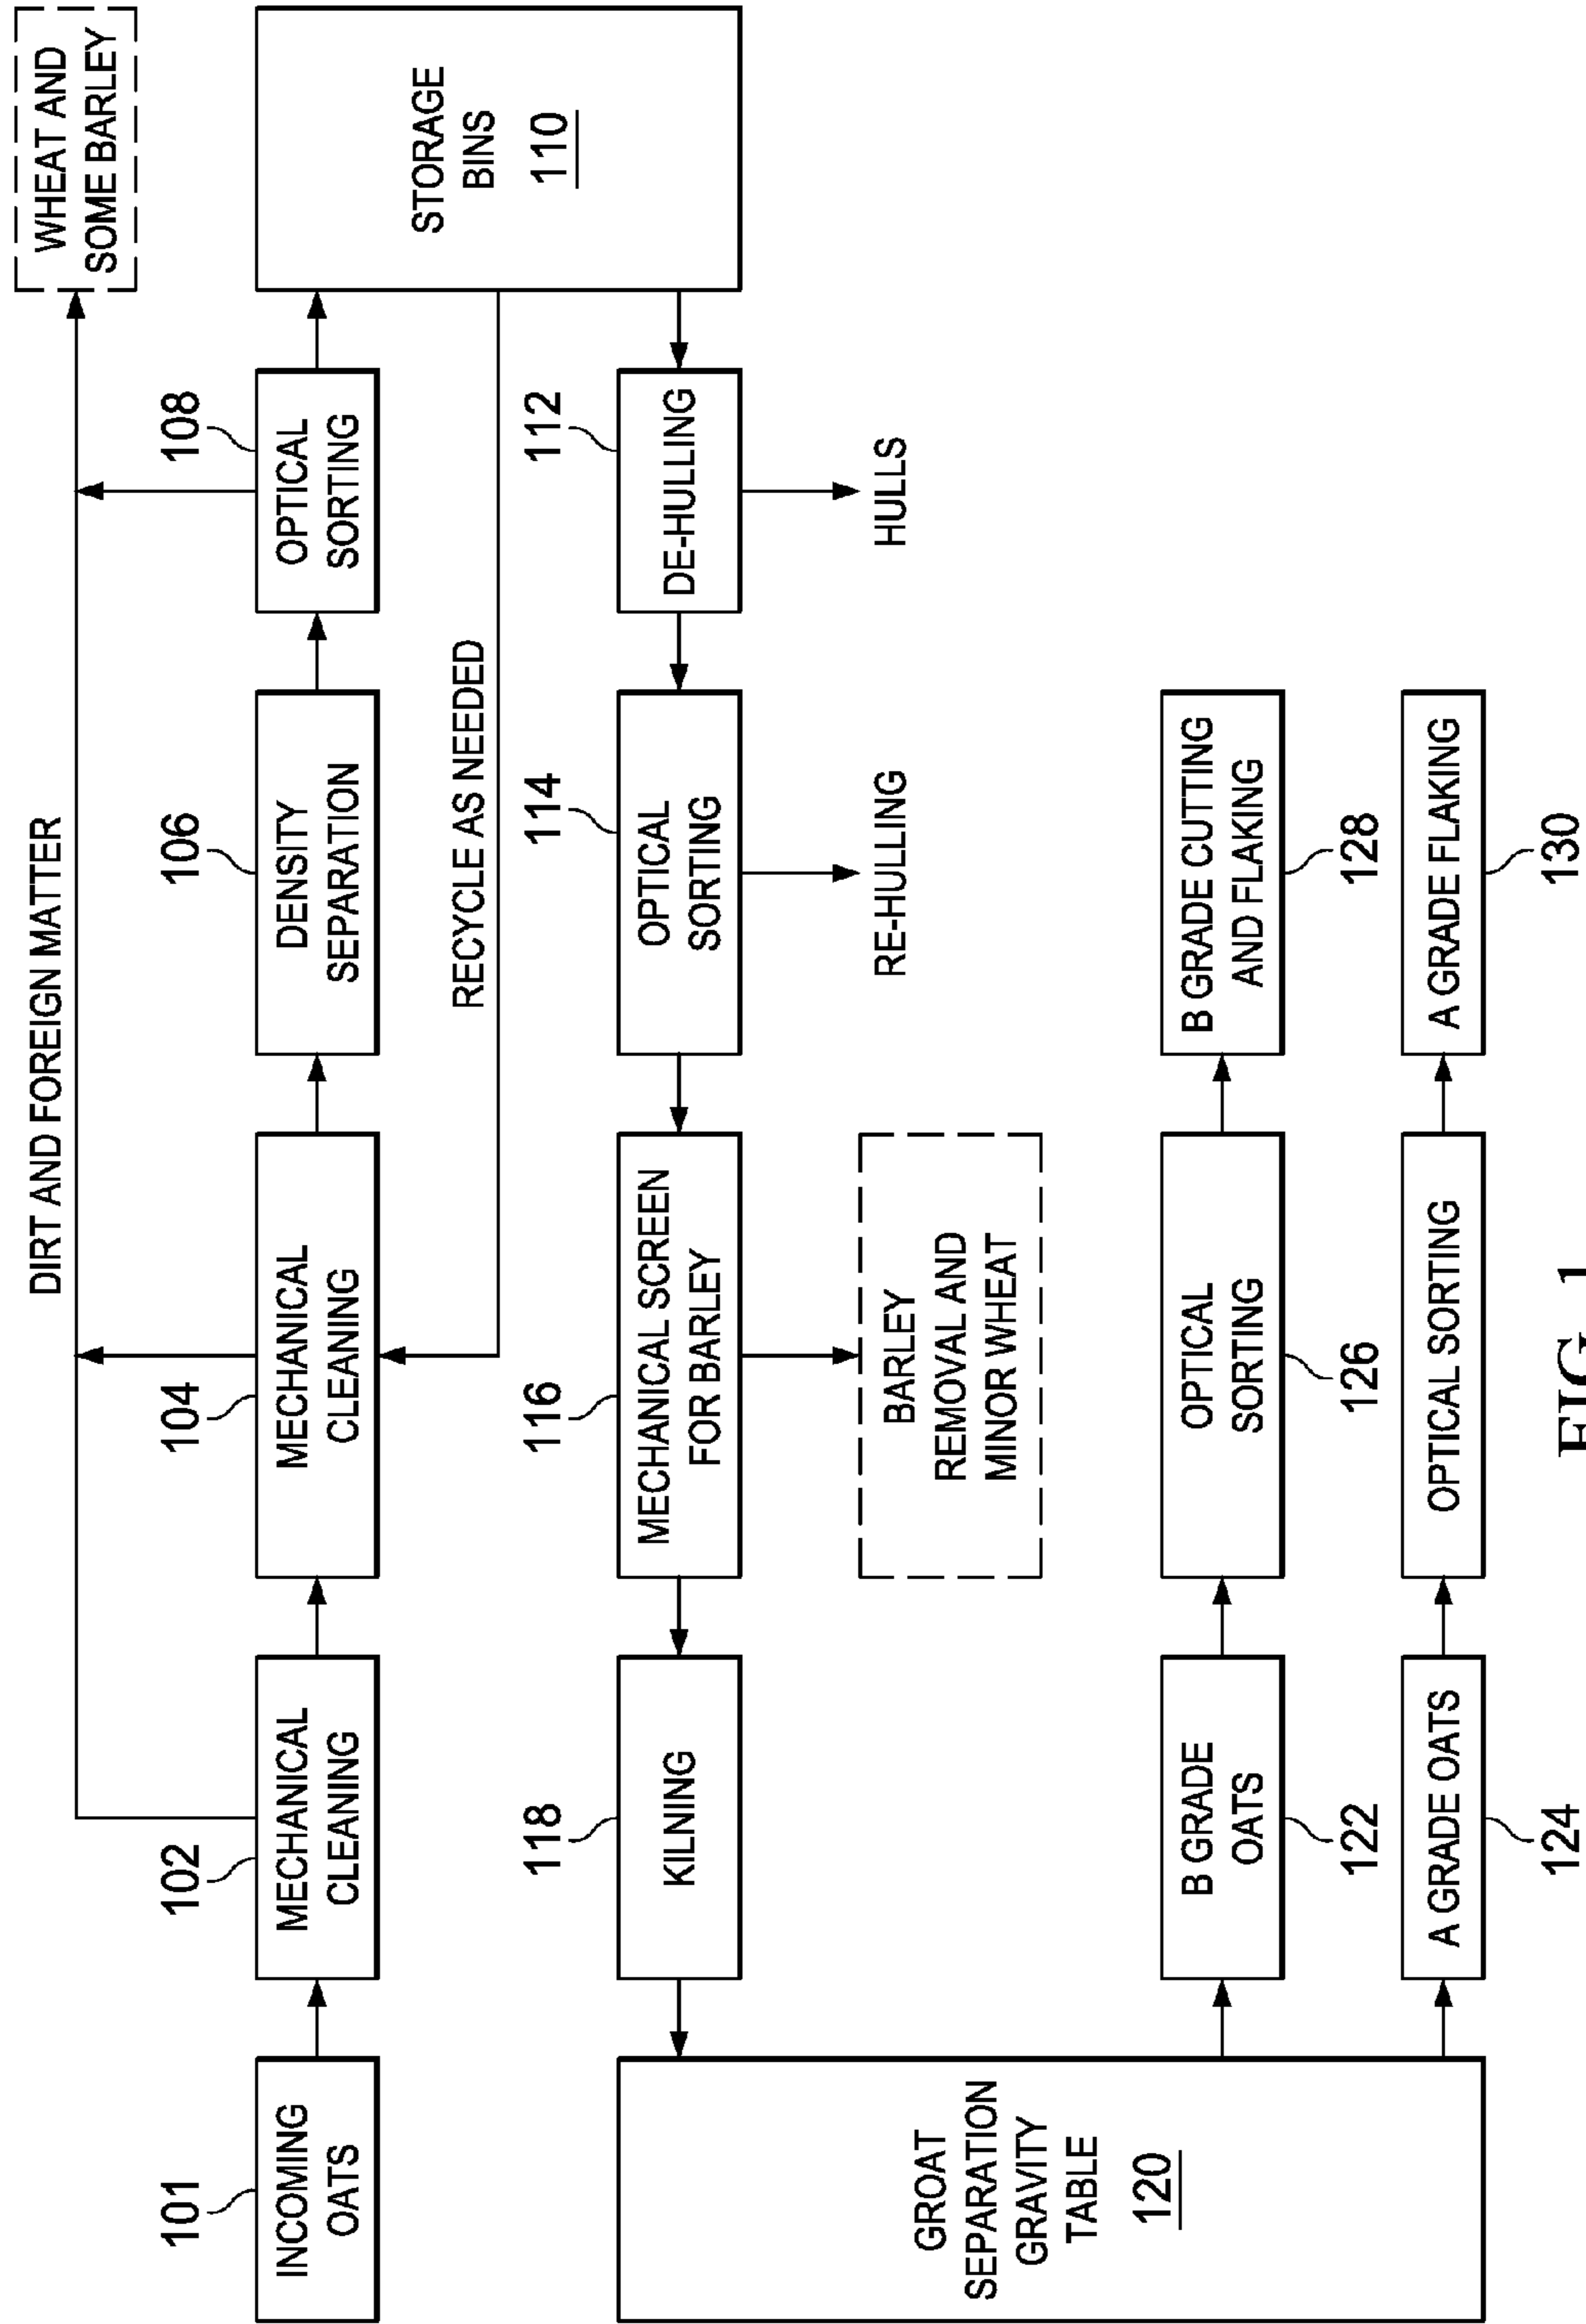 DIRT AND FOREIGN MATTER
WHEAT AND
SOME BARLEY
101
102
104
106
108
INCOMING
OATS
MECHANICAL
CLEANING
MECHANICAL
CLEANING
DENSITY
SEPARATION
OPTICAL
SORTING
STORAGE
BINS
110
RECYCLE AS NEEDED
118
116
114
112
KILNING
MECHANICAL SCREEN
FOR BARLEY
OPTICAL
SORTING
DE-HULLING
BARLEY
REMOVAL AND
MINOR WHEAT
RE-HULLING
HULLS
GROAT
SEPARATION
GRAVITY
TABLE
120
B GRADE
OATS
OPTICAL
SORTING
B GRADE CUTTING
AND FLAKING
122
126
128
A GRADE OATS
OPTICAL SORTING
A GRADE FLAKING
124
130
FIG. 1